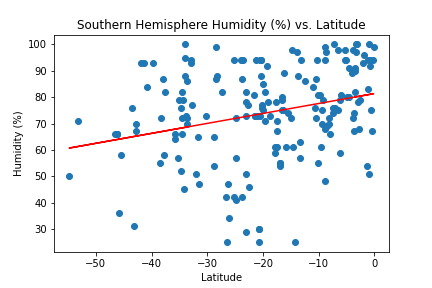 Southern Hemisphere Humidity (%) vs. Latitude
100
90
80
70
60
50
40
30
Humidity (%)
−50 −40 −30 −20 −10 0
Latitude